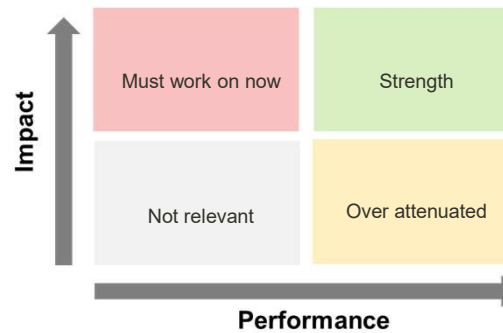 Impact
Must work on now
Strength
Not relevant
Over attenuated
Performance